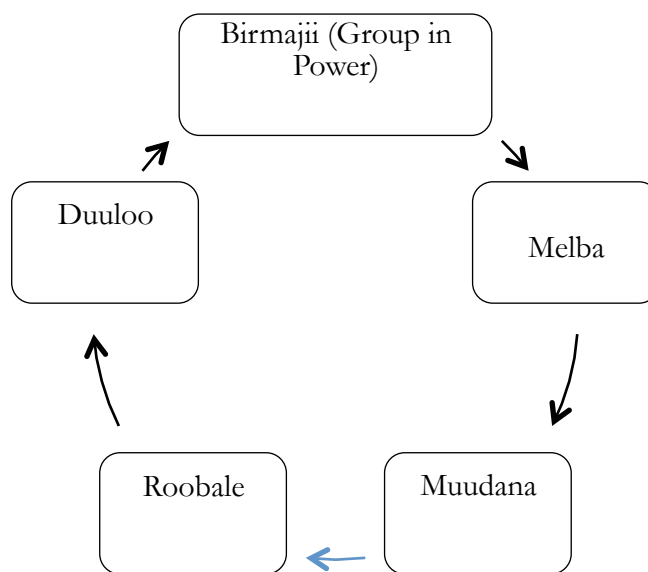 Birmajii (Group in
Power)
Duuloo
Melba
Roobale
Muudana